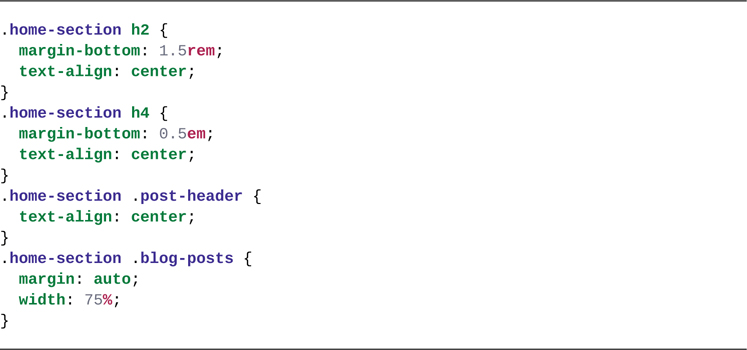 .home-section h2 {
  margin-bottom: 1.5rem;
  text-align: center;
}
.home-section h4 {
  margin-bottom: 0.5em;
  text-align: center;
}
.home-section .post-header {
  text-align: center;
}
.home-section .blog-posts {
  margin: auto;
  width: 75%;
}